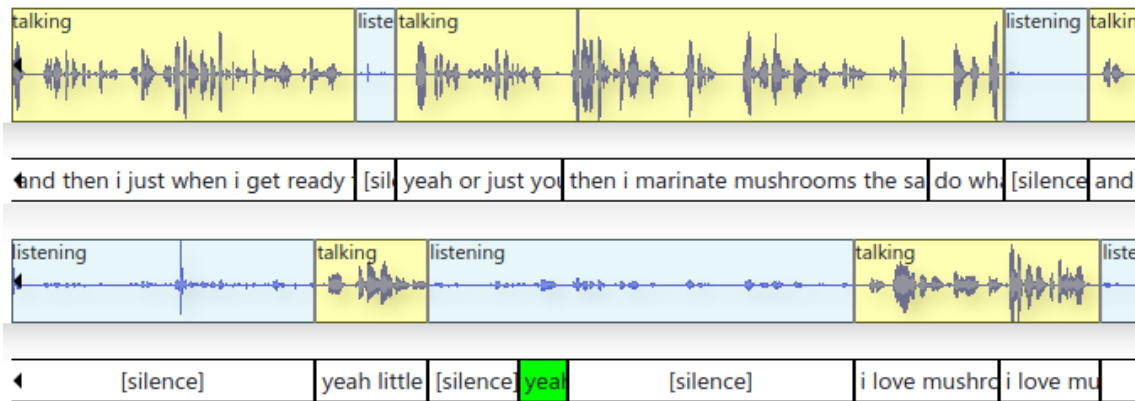 talking liste talking listening talkin
and then i just when i get ready [sil yeah or just you then i marinate mushrooms the sa do wha [silence and
listening talking listening talking liste
[silence] yeah little [silence] yeah [silence] i love mushro i love mu